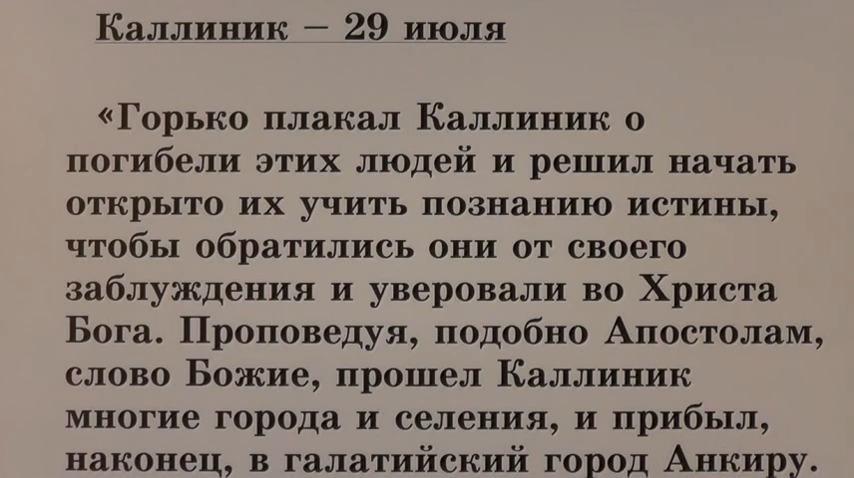 Каллиник – 29 июля
«Горько плакал Каллиник о
погибели этих людей и решил начать
открыто их учить познанию истины,
чтобы обратились они от своего
заблуждения и уверовали во Христа
Бога. Проповедуя, подобно Апостолам,
слово Божие, прошел Каллиник
многие города и селения, и прибыл,
наконец, в галатийский город Анкиру.